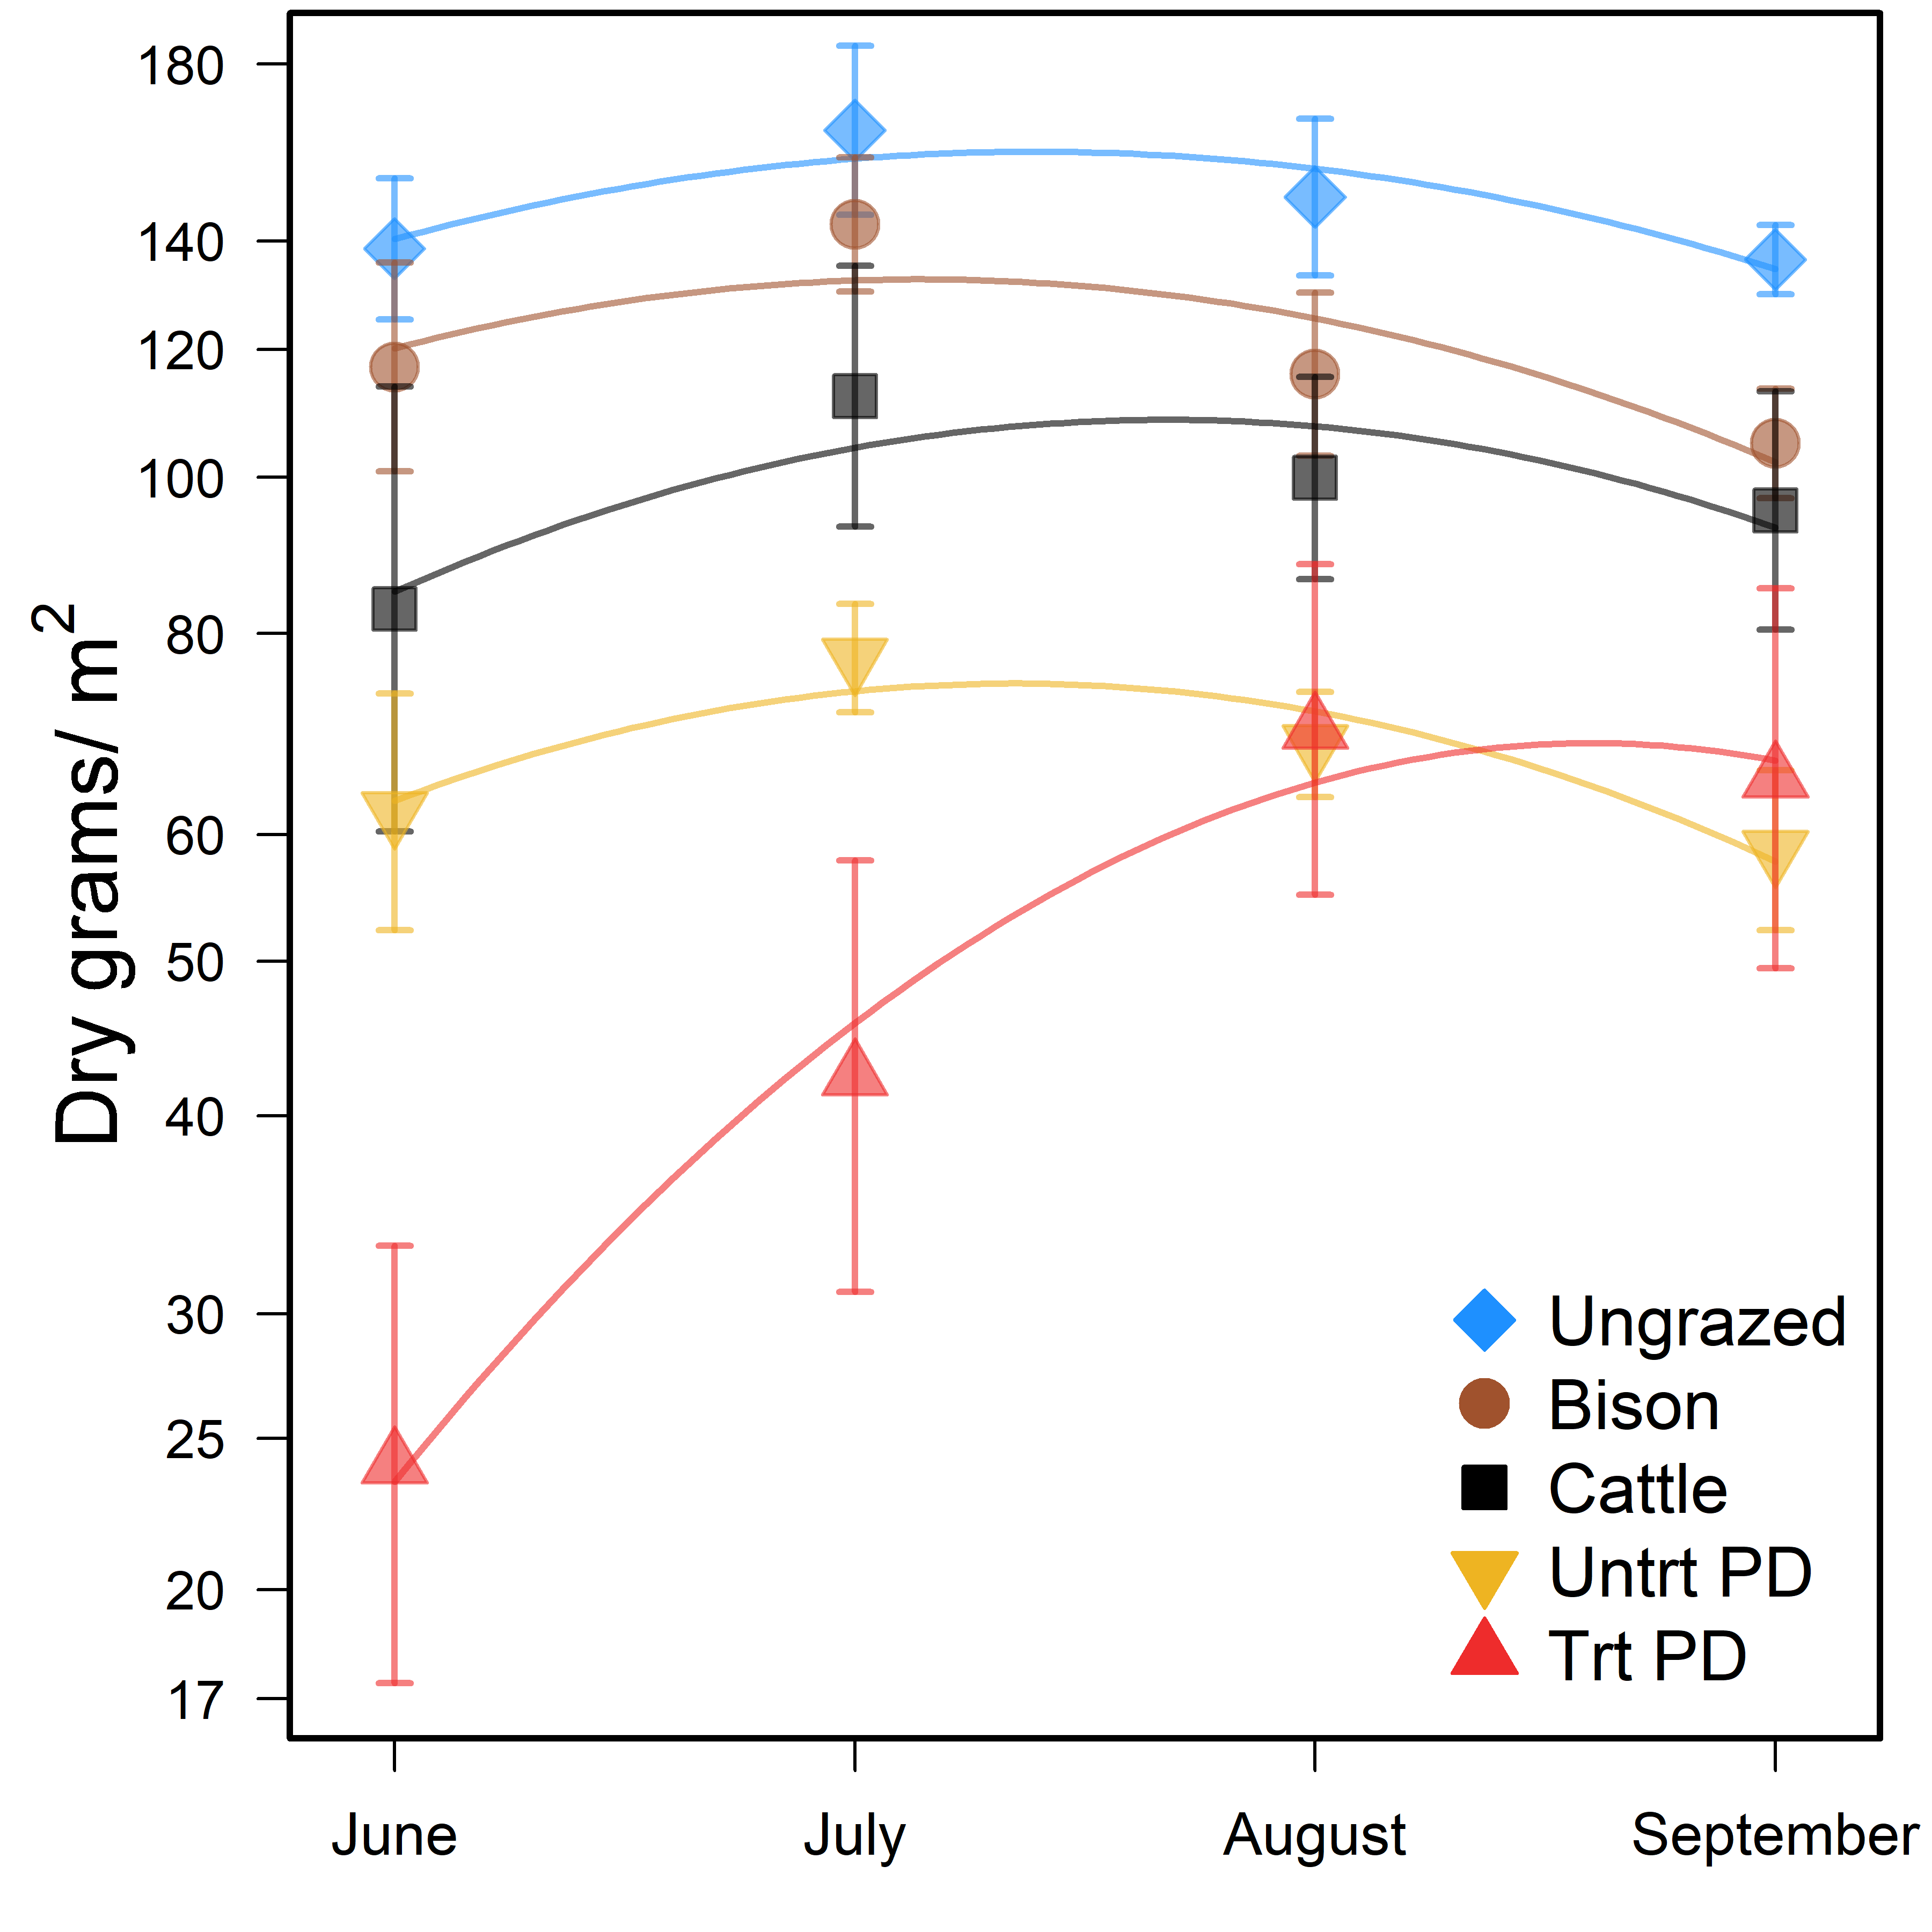 Dry grams/ m²
180
140
120
100
80
60
50
40
30
25
20
17
June July August September
Ungrazed
Bison
Cattle
Untrt PD
Trt PD